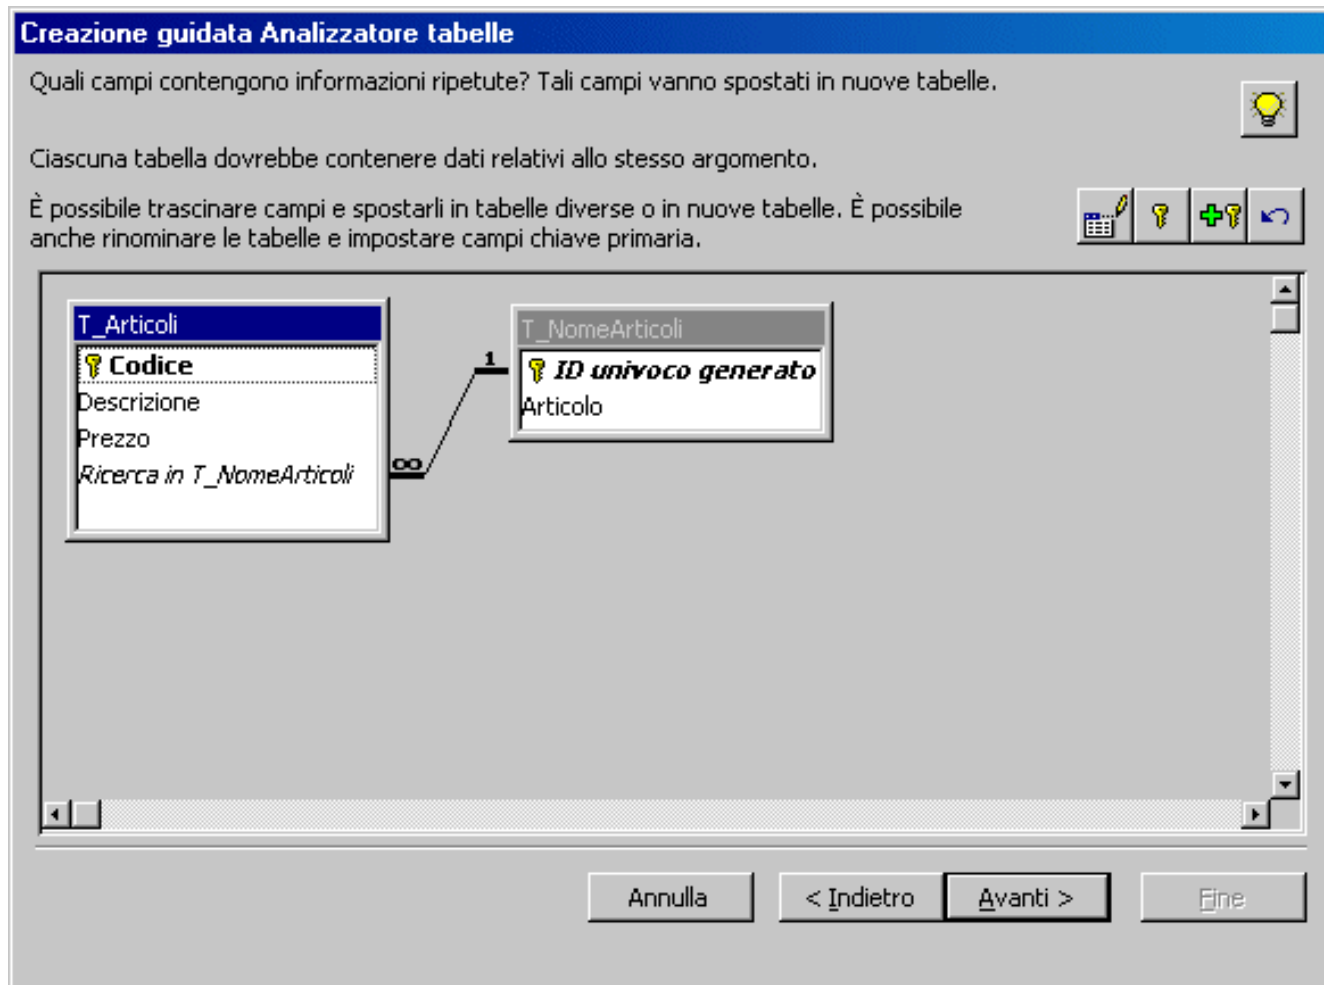 Creazione guidata Analizzatore tabelle
Quali campi contengono informazioni ripetute? Tali campi vanno spostati in nuove tabelle.
Ciascuna tabella dovrebbe contenere dati relativi allo stesso argomento.
È possibile trascinare campi e spostarli in tabelle diverse o in nuove tabelle. È possibile
anche rinominare le tabelle e impostare campi chiave primaria.
T_Articoli
Codice
Descrizione
Prezzo
Ricerca in T_NomeArticoli
∞
1
T_NomeArticoli
ID univoco generato
Articolo
Annulla
< Indietro
Avanti >
Fine